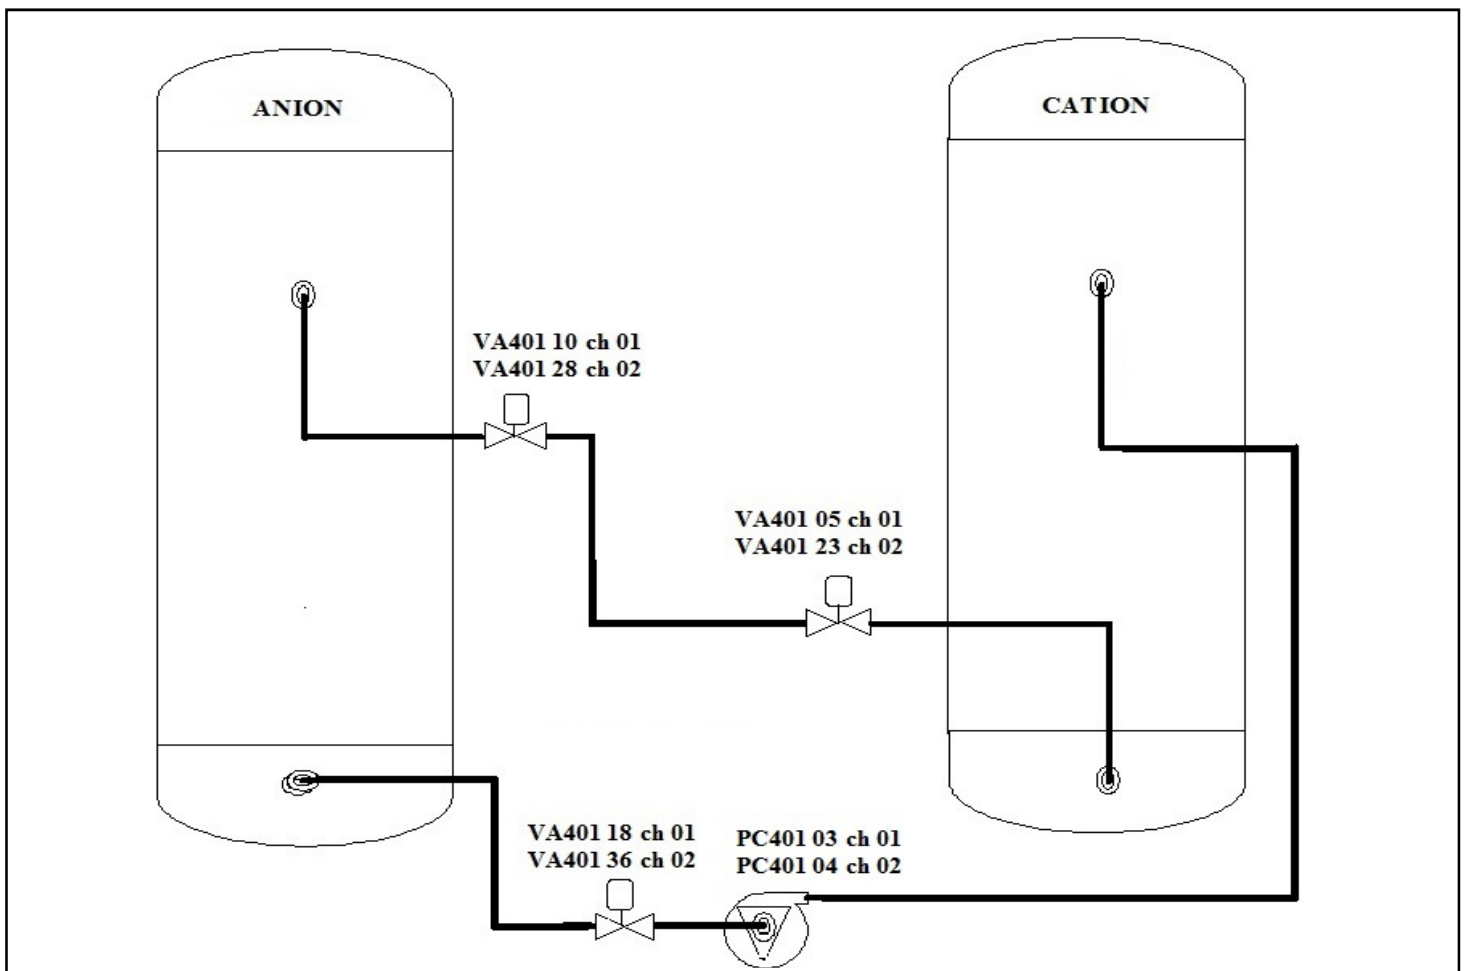 ANION
CATION
VA401 10 ch 01
VA401 28 ch 02
VA401 05 ch 01
VA401 23 ch 02
VA401 18 ch 01
VA401 36 ch 02
PC401 03 ch 01
PC401 04 ch 02